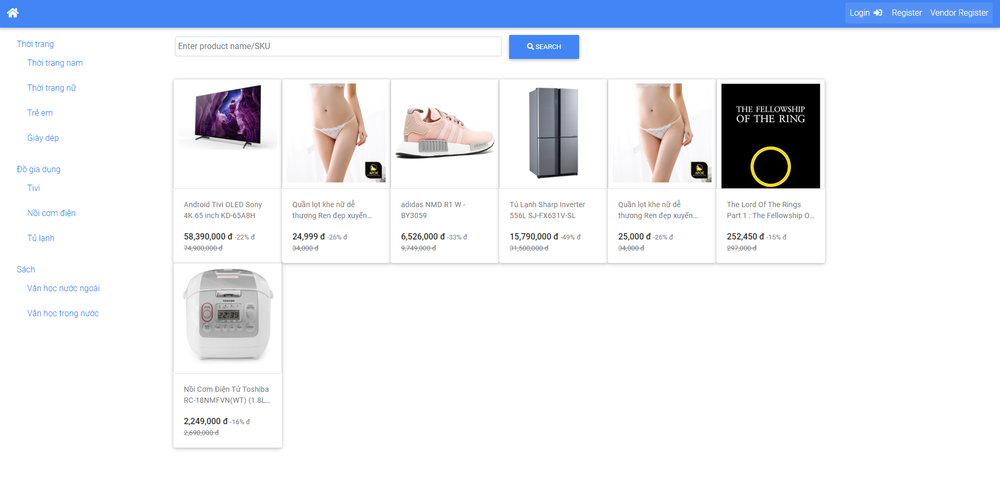 Login Register Vendor Register
Thời trang
Thời trang nam
Thời trang nữ
Trẻ em
Giày dép
Đồ gia dụng
Tivi
Nồi cơm điện
Tủ lạnh
Sách
Văn học nước ngoài
Văn học trong nước
Enter product name/SKU
SEARCH
Android Tivi OLED Sony
4K 65 inch KD-65A8H
58,390,000 đ -22% đ
74,900,000 đ
JIZOE
Quần lọt khe nữ dễ
thương Ren đẹp xuyến...
24,999 đ -26% đ
34,000 đ
adidas
adidas NMD R1 W -
BY3059
6,526,000 đ -33% đ
9,749,000 đ
Tủ Lạnh Sharp Inverter
556L SJ-FX631V-SL
15,790,000 đ -49% đ
31,500,000 đ
JIZOE
Quần lọt khe nữ dễ
thương Ren đẹp xuyến...
25,000 đ -26% đ
34,000 đ
THE FELLOWSHIP
OF THE RING
The Lord Of The Rings
Part 1 : The Fellowship O...
252,450 đ -15% đ
297,000 đ
TOSHIBA
22:39
Nồi Cơm Điện Tử Toshiba
RC-18NMFVN(WT) (1.8L...
2,249,000 đ -16% đ
2,690,000 đ